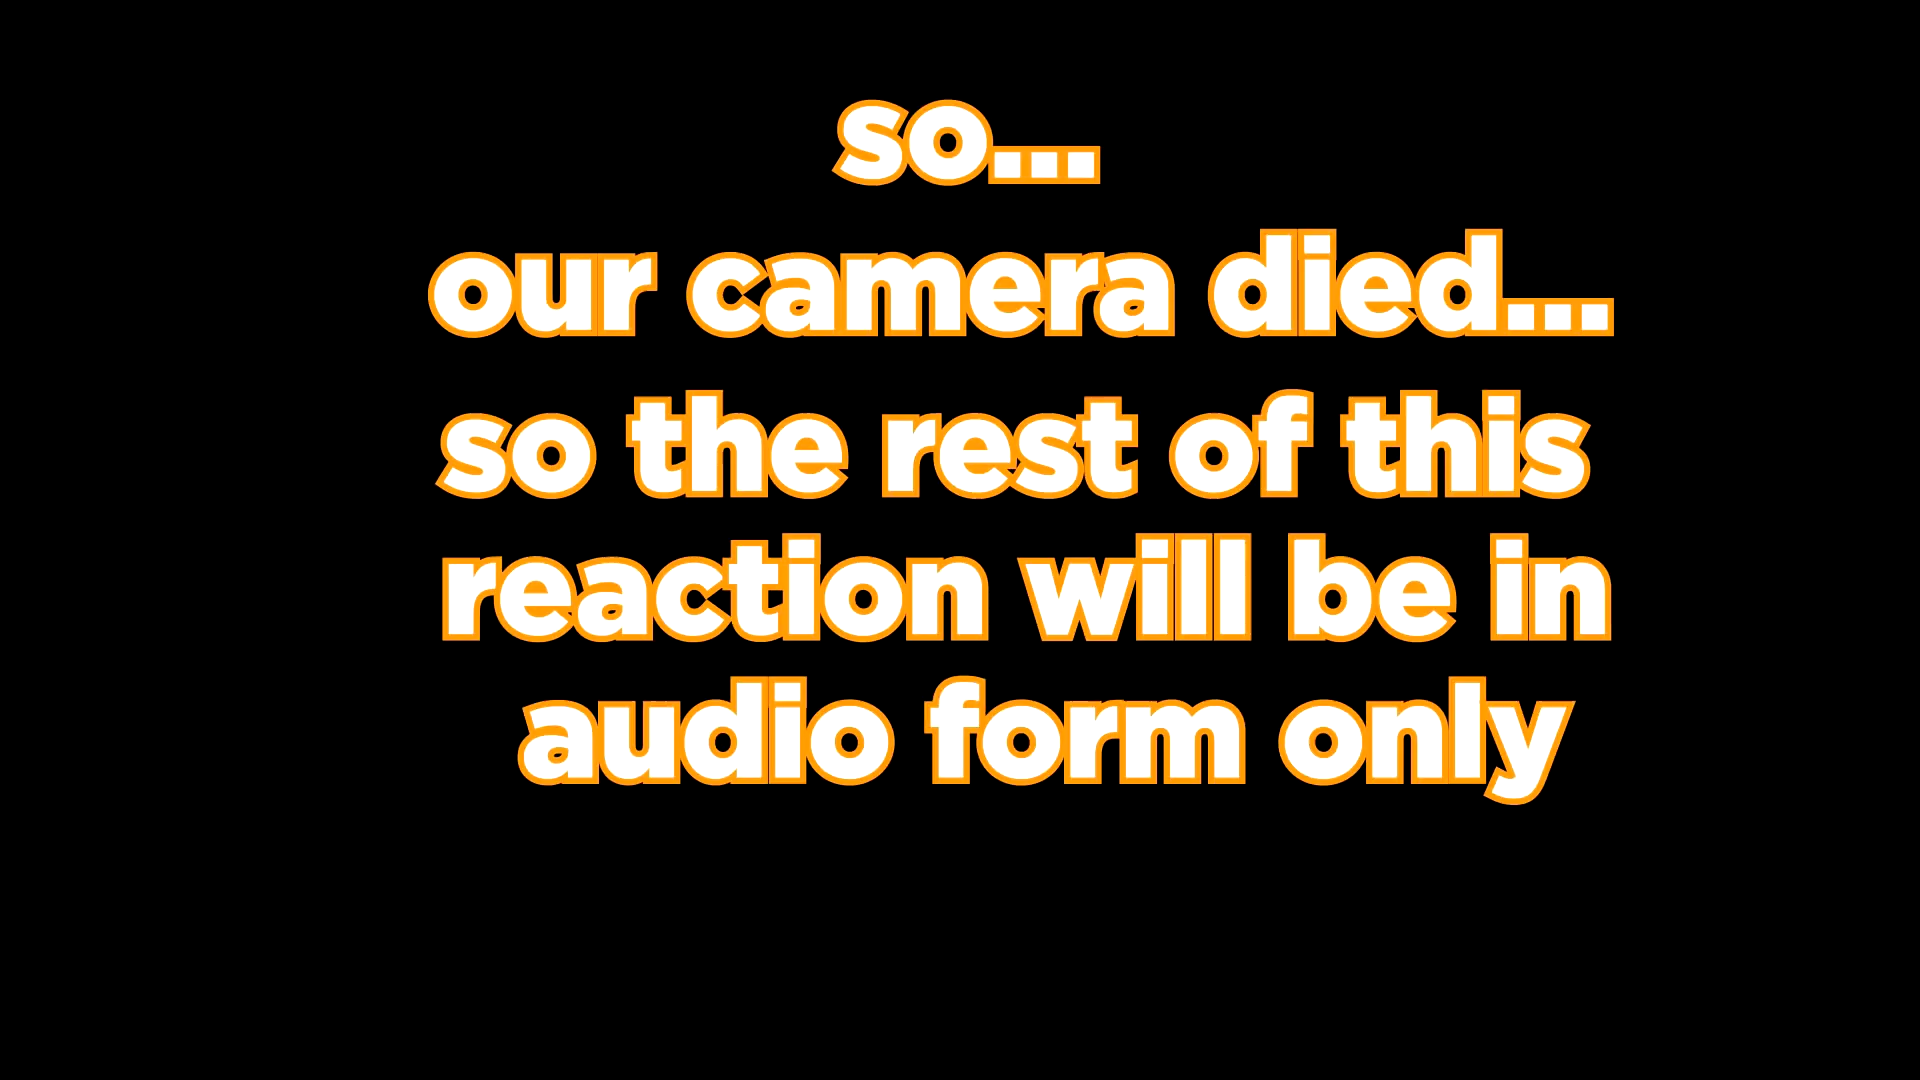 so...
our camera died...
so the rest of this
reaction will be in
audio form only